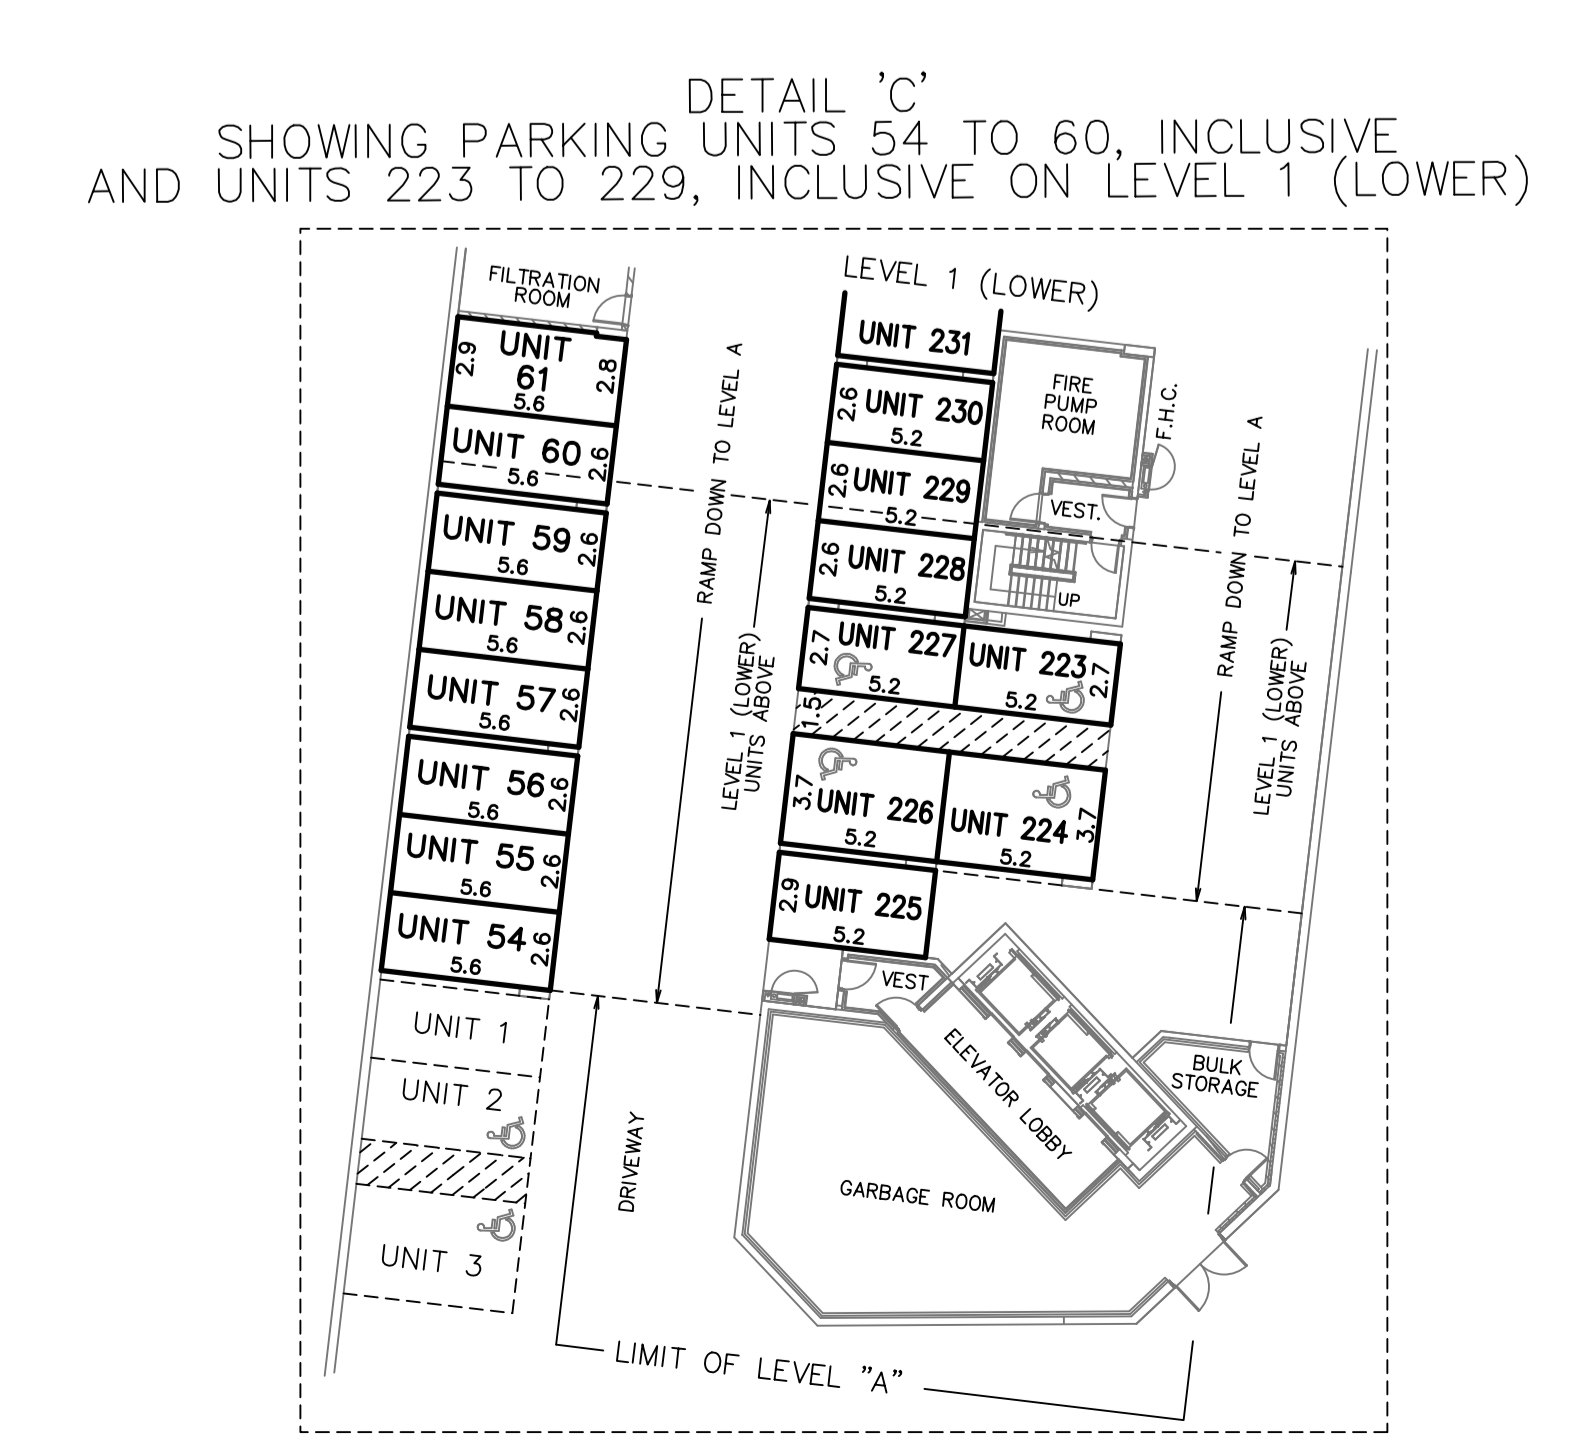 DETAIL 'C'
SHOWING PARKING UNITS 54 TO 60, INCLUSIVE
AND UNITS 223 TO 229, INCLUSIVE ON LEVEL 1 (LOWER)
FILTRATION
ROOM
2.9
UNIT
61
2.8
5.6
UNIT 60
2.6
5.6
UNIT 59
2.6
5.6
UNIT 58
2.6
5.6
UNIT 57
2.6
5.6
UNIT 56
2.6
5.6
UNIT 55
2.6
5.6
UNIT 54
2.6
5.6
UNIT 1
UNIT 2
UNIT 3
RAMP DOWN TO LEVEL A
LEVEL 1 (LOWER)
UNITS ABOVE
DRIVEWAY
LEVEL 1 (LOWER)
UNIT 231
2.6
UNIT 230
5.2
2.6
UNIT 229
5.2
2.6
UNIT 228
5.2
2.7
UNIT 227
5.2
UNIT 223
2.7
5.2
1.5
3.7
UNIT 226
5.2
UNIT 224
3.7
5.2
2.9
UNIT 225
5.2
FIRE
PUMP
ROOM
F.H.C.
VEST.
UP
RAMP DOWN TO LEVEL A
LEVEL 1 (LOWER)
UNITS ABOVE
VEST
ELEVATOR LOBBY
BULK
STORAGE
GARBAGE ROOM
LIMIT OF LEVEL "A"